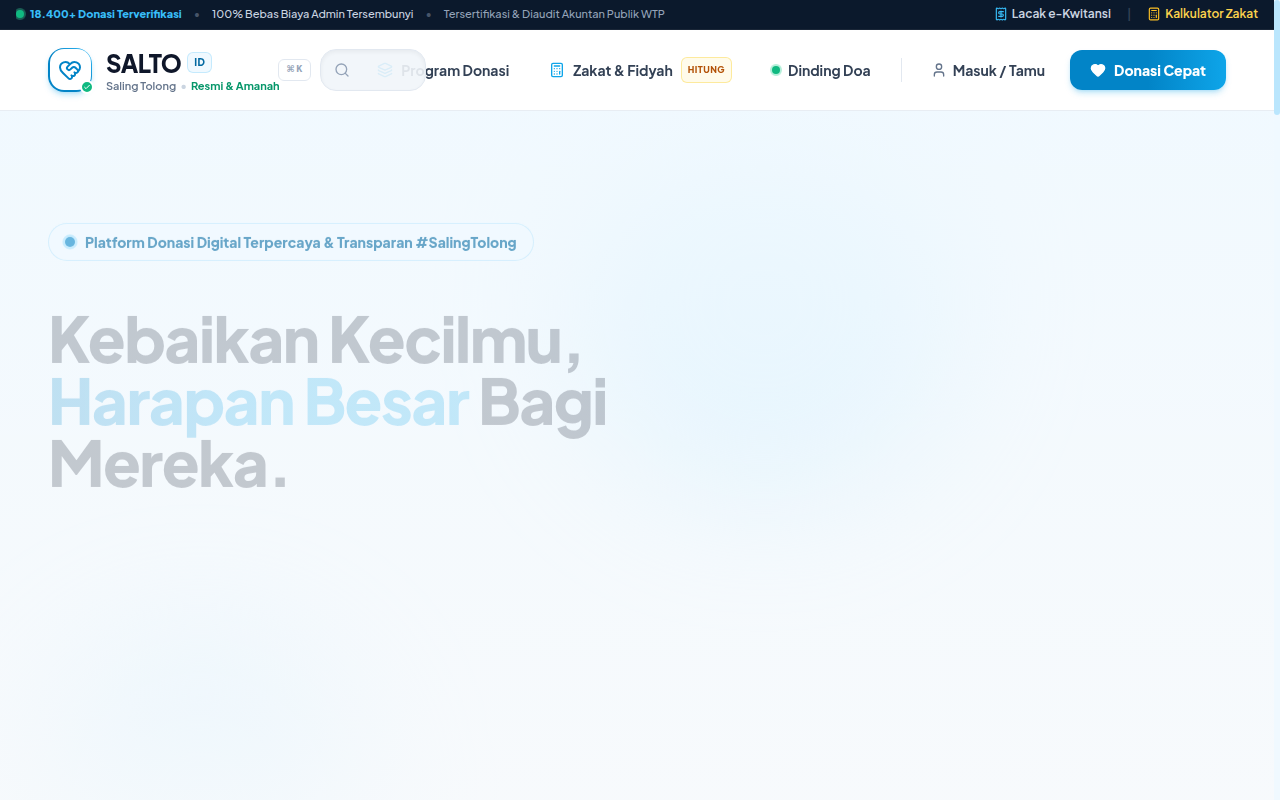 18.400+ Donasi Terverifikasi • 100% Bebas Biaya Admin Tersembunyi • Tersertifikasi & Diaudit Akuntan Publik WTP
Lacak e-Kwitansi | Kalkulator Zakat
SALTO ID
Saling Tolong • Resmi & Amanah
⌘K
Program Donasi
Zakat & Fidyah HITUNG
Dinding Doa
Masuk / Tamu
Donasi Cepat
Platform Donasi Digital Terpercaya & Transparan #SalingTolong
Kebaikan Kecilmu,
Harapan Besar Bagi
Mereka.